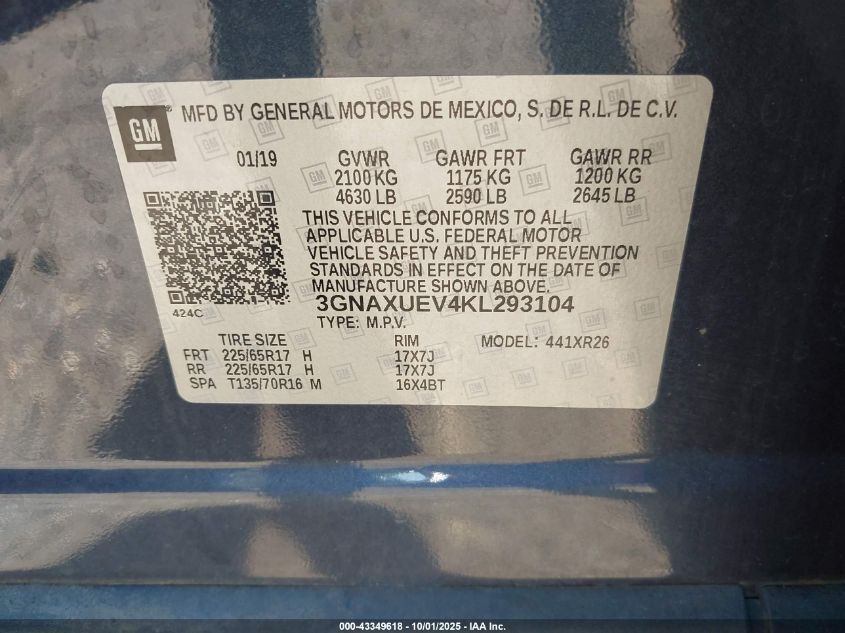 GM
MFD BY GENERAL MOTORS DE MEXICO, S. DE R.L. DE C.V.
01/19 GVWR GAWR FRT GAWR RR
2100 KG 1175 KG 1200 KG
4630 LB 2590 LB 2645 LB
THIS VEHICLE CONFORMS TO ALL
APPLICABLE U.S. FEDERAL MOTOR
VEHICLE SAFETY AND THEFT PREVENTION
STANDARDS IN EFFECT ON THE DATE OF
MANUFACTURE SHOWN ABOVE.
424C 3GNAXUEV4KL293104
TYPE: M.P.V.
TIRE SIZE RIM MODEL: 441XR26
FRT 225/65R17 H 17X7J
RR 225/65R17 H 17X7J
SPA T135/70R16 M 16X4BT
000-43349618 - 10/01/2025 - IAA Inc.